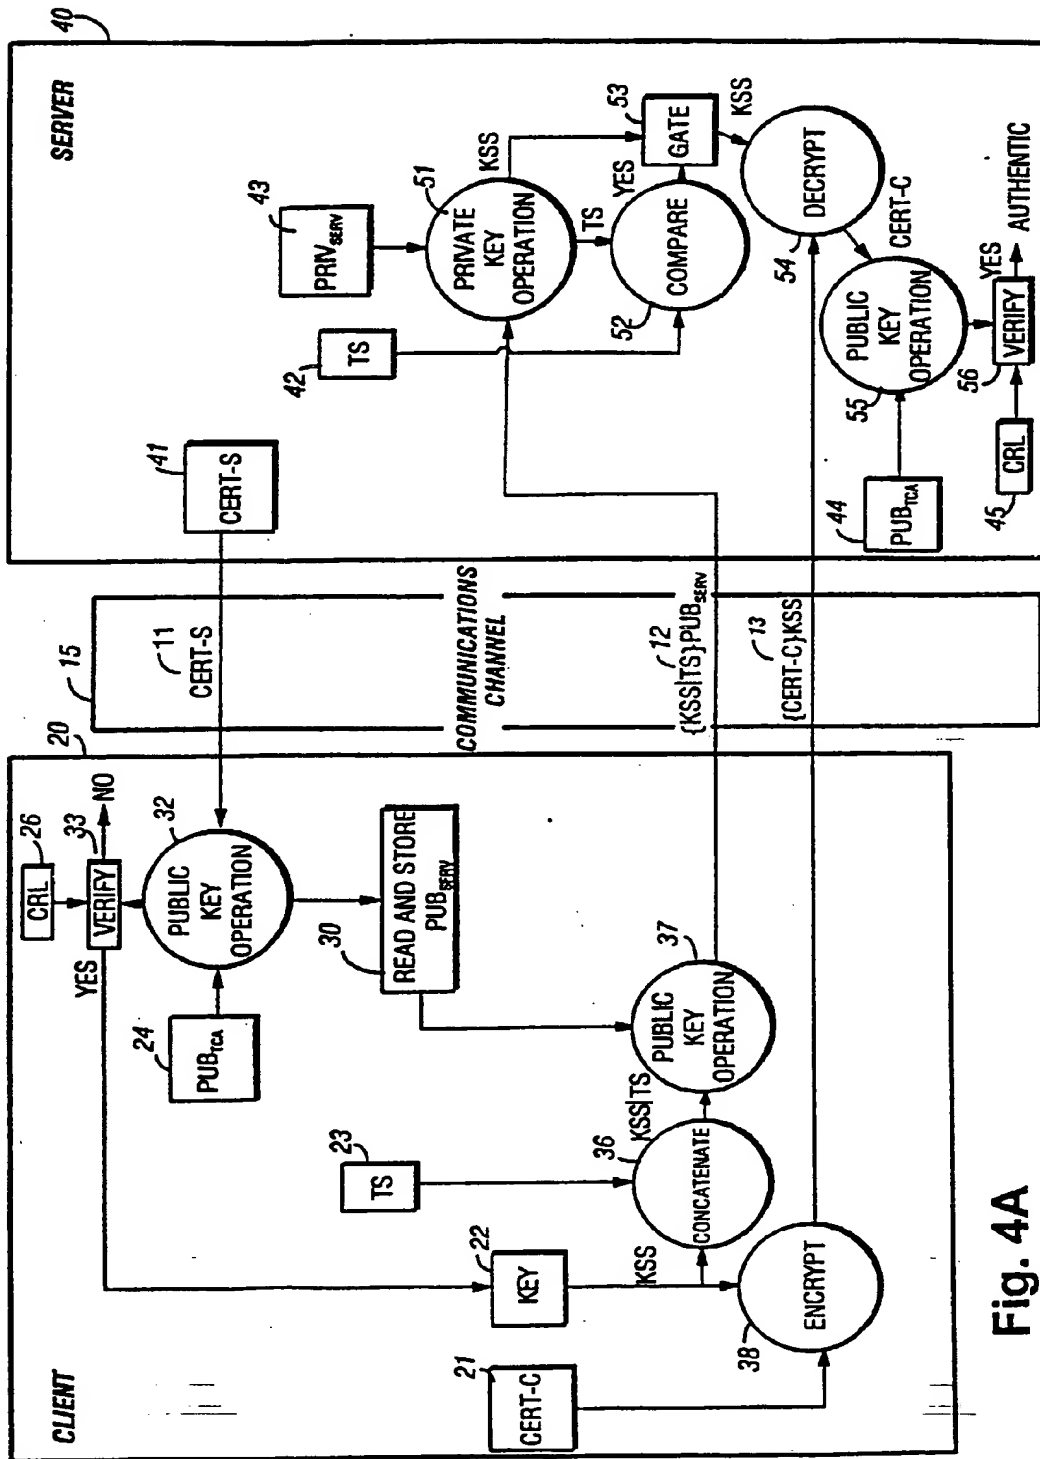 CLIENT
20
CRL
26
VERIFY
33
NO
YES
PUBLIC
KEY
OPERATION
32
PUB_TCA
24
READ AND STORE
PUB_SERV
30
TS
23
KEY
22
KSS
CERT-C
21
CONCATENATE
36
KSS|TS
PUBLIC
KEY
OPERATION
37
ENCRYPT
38
15
11
CERT-S
COMMUNICATIONS
CHANNEL
12
{KSS|TS}PUB_SERV
13
{CERT-C}KSS
SERVER
40
CERT-S
41
TS
42
PRIV_SERV
43
PRIVATE
KEY
OPERATION
51
KSS
TS
COMPARE
52
YES
GATE
53
KSS
DECRYPT
54
CERT-C
PUBLIC
KEY
OPERATION
55
PUB_TCA
44
CRL
45
VERIFY
56
YES
AUTHENTIC
Fig. 4A